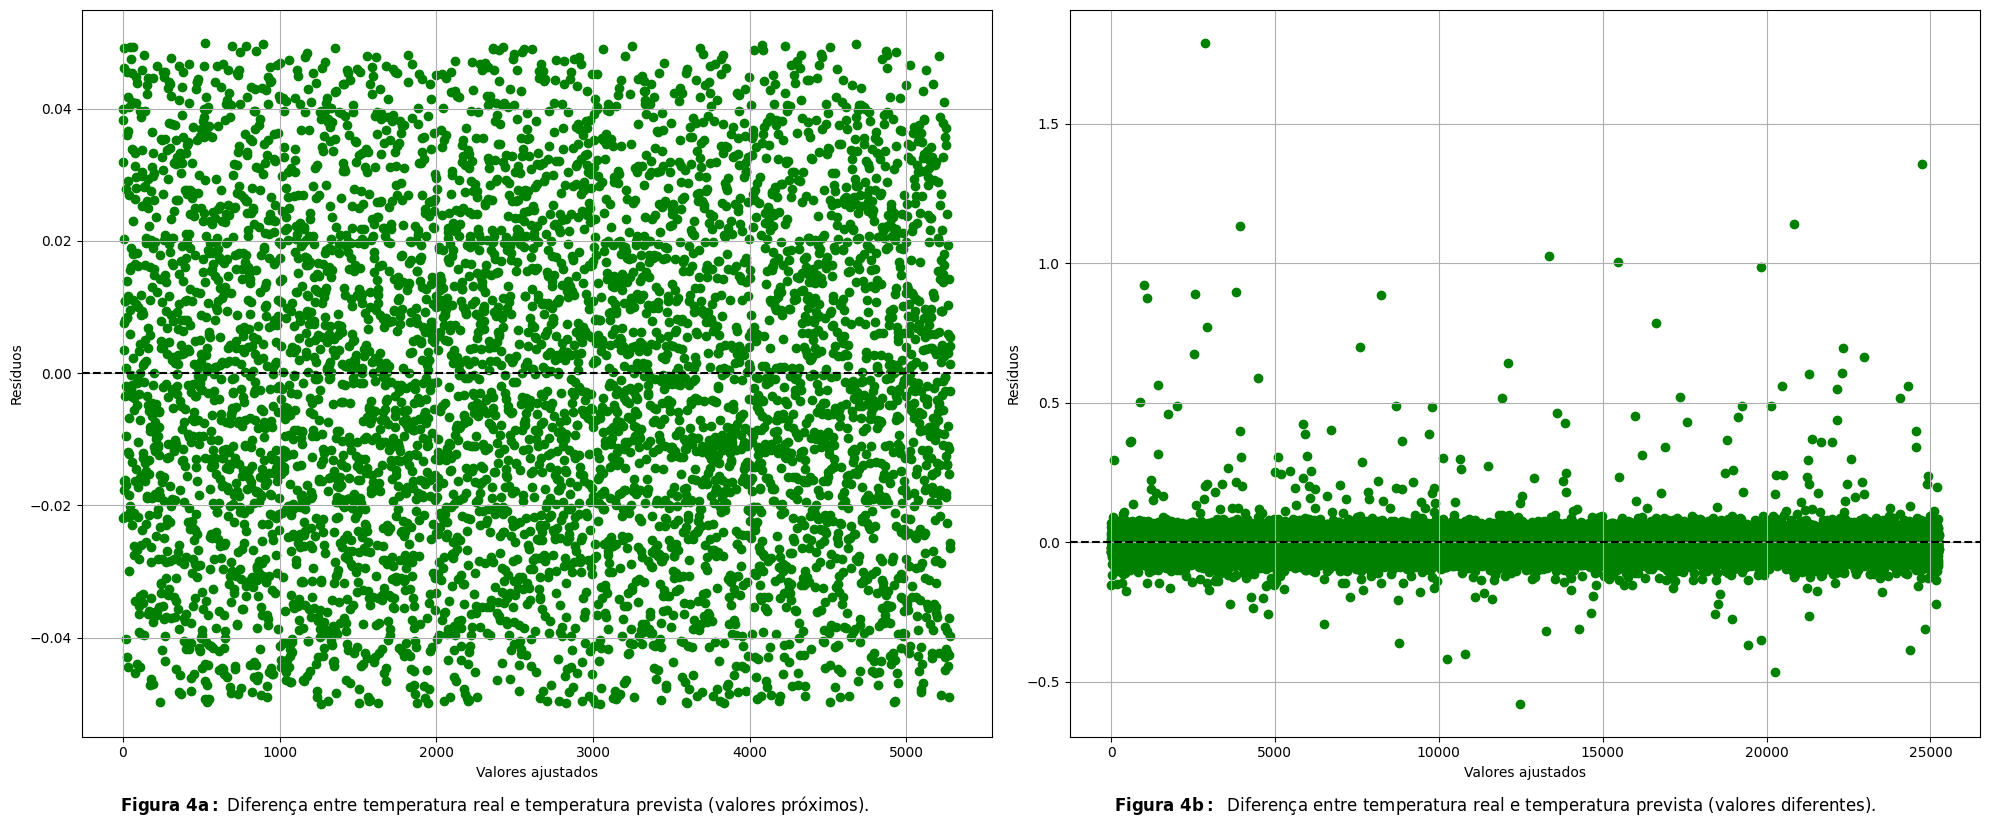 0.04
0.02
0.00
−0.02
−0.04
Resíduos
0 1000 2000 3000 4000 5000
Valores ajustados
Figura 4a: Diferença entre temperatura real e temperatura prevista (valores próximos).
1.5
1.0
0.5
0.0
−0.5
Resíduos
0 5000 10000 15000 20000 25000
Valores ajustados
Figura 4b: Diferença entre temperatura real e temperatura prevista (valores diferentes).